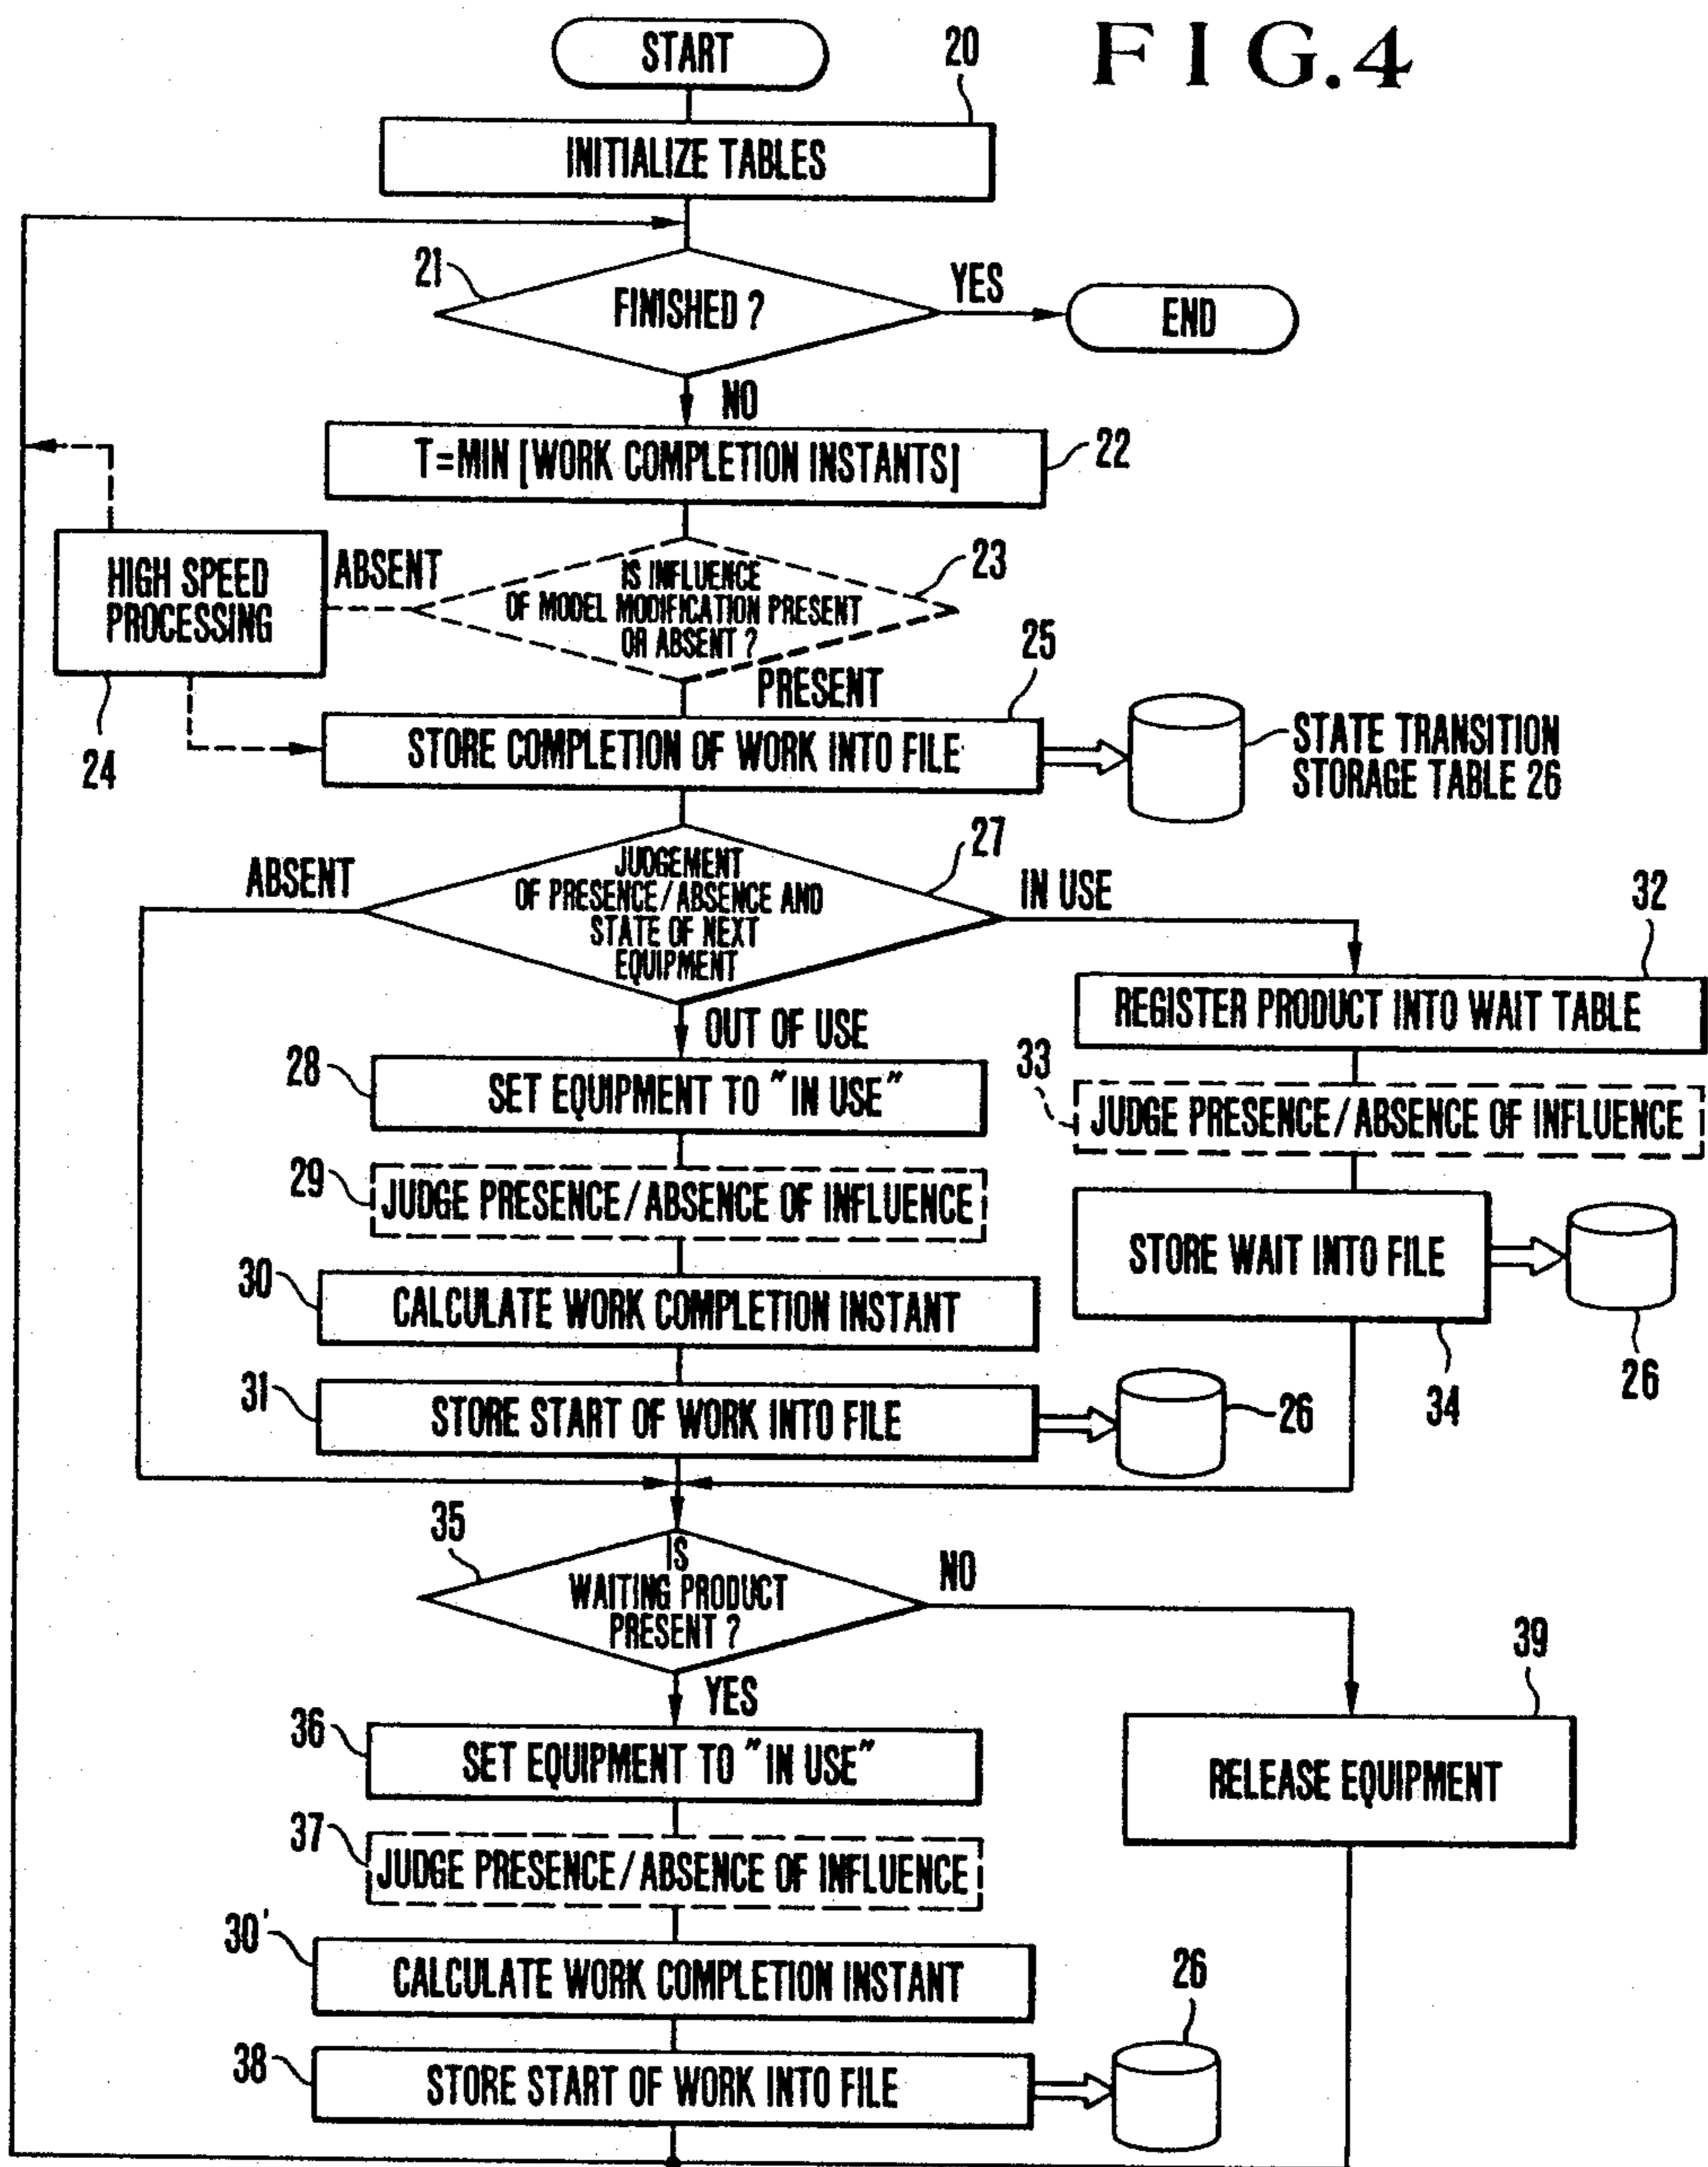 FIG.4
START
20
INITIALIZE TABLES
21
FINISHED ?
YES
END
NO
T=MIN [WORK COMPLETION INSTANTS]
22
HIGH SPEED
PROCESSING
24
ABSENT
IS INFLUENCE
OF MODEL MODIFICATION PRESENT
OR ABSENT ?
23
PRESENT
25
STORE COMPLETION OF WORK INTO FILE
STATE TRANSITION
STORAGE TABLE 26
ABSENT
JUDGEMENT
OF PRESENCE/ABSENCE AND
STATE OF NEXT
EQUIPMENT
27
IN USE
OUT OF USE
32
REGISTER PRODUCT INTO WAIT TABLE
33
JUDGE PRESENCE/ABSENCE OF INFLUENCE
STORE WAIT INTO FILE
34
26
28
SET EQUIPMENT TO "IN USE"
29
JUDGE PRESENCE/ABSENCE OF INFLUENCE
30
CALCULATE WORK COMPLETION INSTANT
31
STORE START OF WORK INTO FILE
26
35
IS
WAITING PRODUCT
PRESENT ?
NO
YES
39
RELEASE EQUIPMENT
36
SET EQUIPMENT TO "IN USE"
37
JUDGE PRESENCE/ABSENCE OF INFLUENCE
30'
CALCULATE WORK COMPLETION INSTANT
38
STORE START OF WORK INTO FILE
26